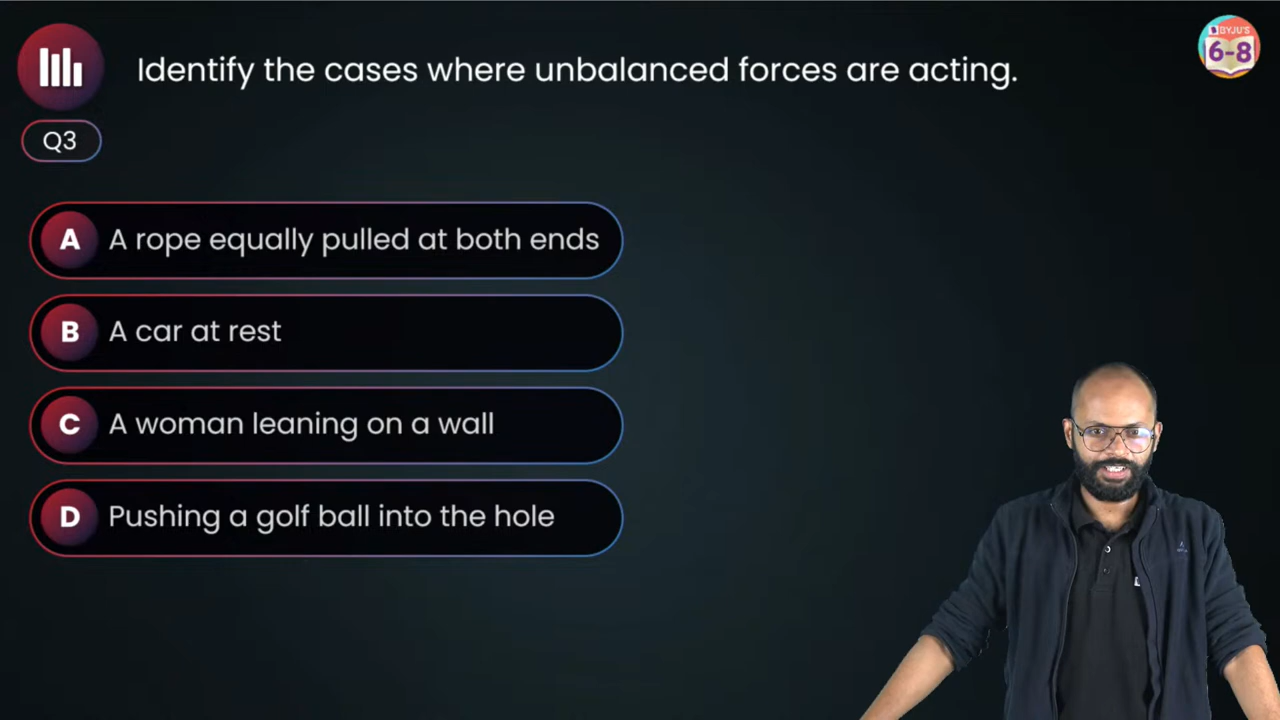 Identify the cases where unbalanced forces are acting.
BYJU'S
6-8
Q3
A A rope equally pulled at both ends
B A car at rest
C A woman leaning on a wall
D Pushing a golf ball into the hole